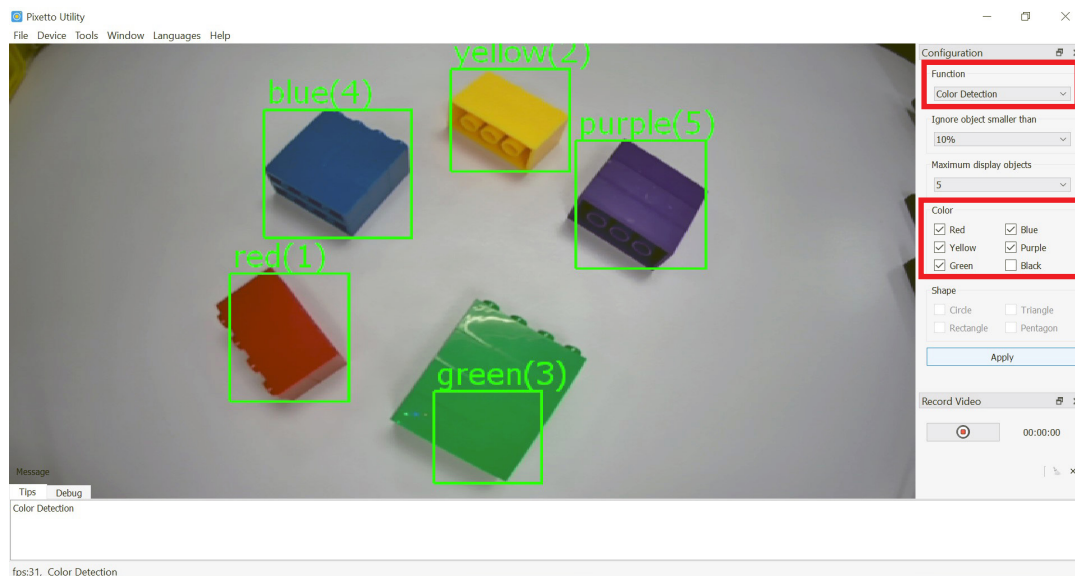 Pixetto Utility
File Device Tools Window Languages Help
yellow(2)
blue(4)
purple(5)
red(1)
green(3)
Configuration
Function
Color Detection
Ignore object smaller than
10%
Maximum display objects
5
Color
Red Blue
Yellow Purple
Green Black
Shape
Circle Triangle
Rectangle Pentagon
Apply
Record Video
00:00:00
Message
Tips Debug
Color Detection
fps:31, Color Detection